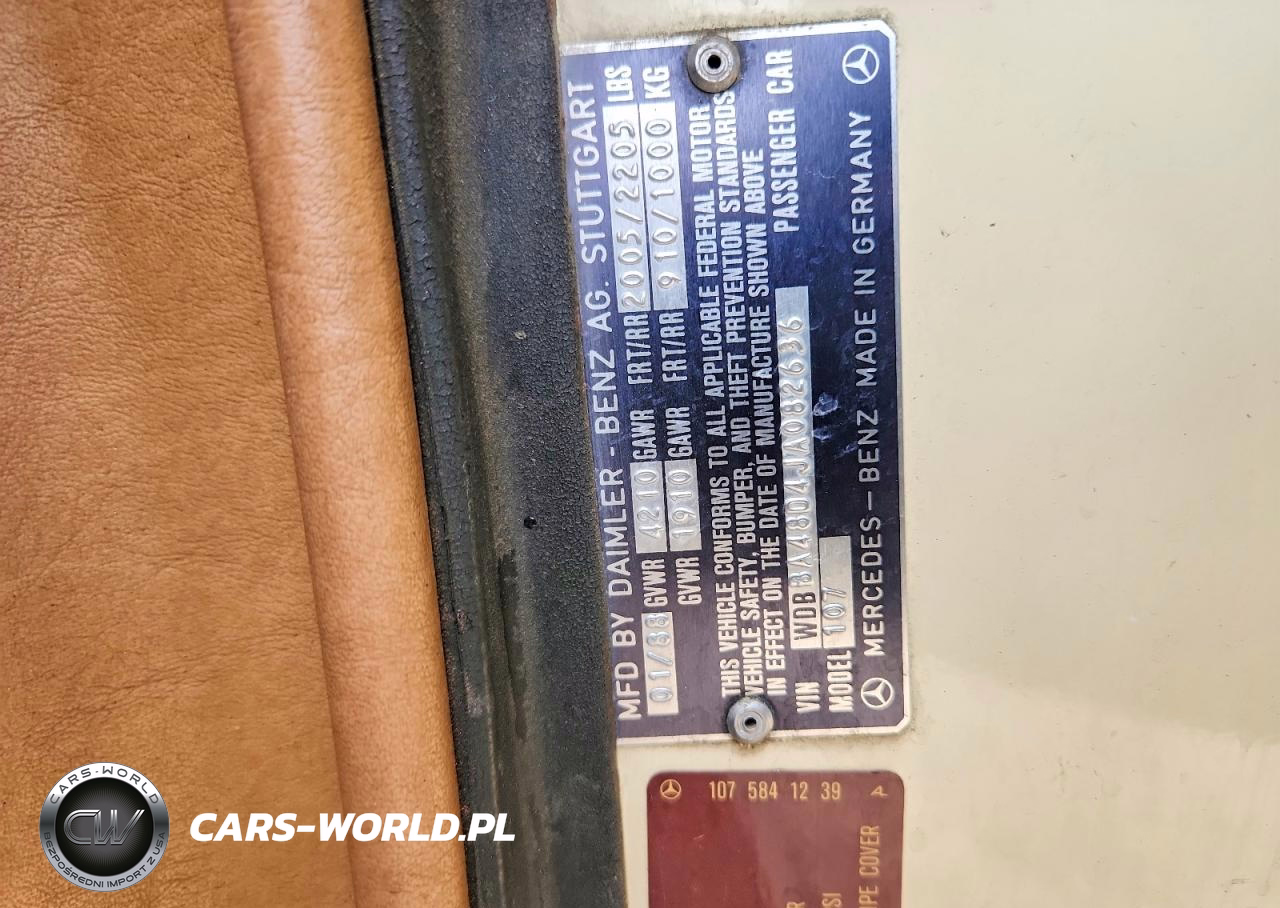 MFD BY DAIMLER - BENZ AG. STUTTGART
01/88 GVWR 4210 GAWR FRT/RR 2005/2205 LBS
GVWR 1910 GAWR FRT/RR 910/1000 KG
THIS VEHICLE CONFORMS TO ALL APPLICABLE FEDERAL MOTOR
VEHICLE SAFETY, BUMPER, AND THEFT PREVENTION STANDARDS
IN EFFECT ON THE DATE OF MANUFACTURE SHOWN ABOVE
PASSENGER CAR
VIN WDBBA48D4JA082636
MODEL 107
MERCEDES - BENZ MADE IN GERMANY
107 584 12 39 A
COVER
CARS-WORLD
CW
BEZPOŚREDNI IMPORT Z USA
CARS-WORLD.PL